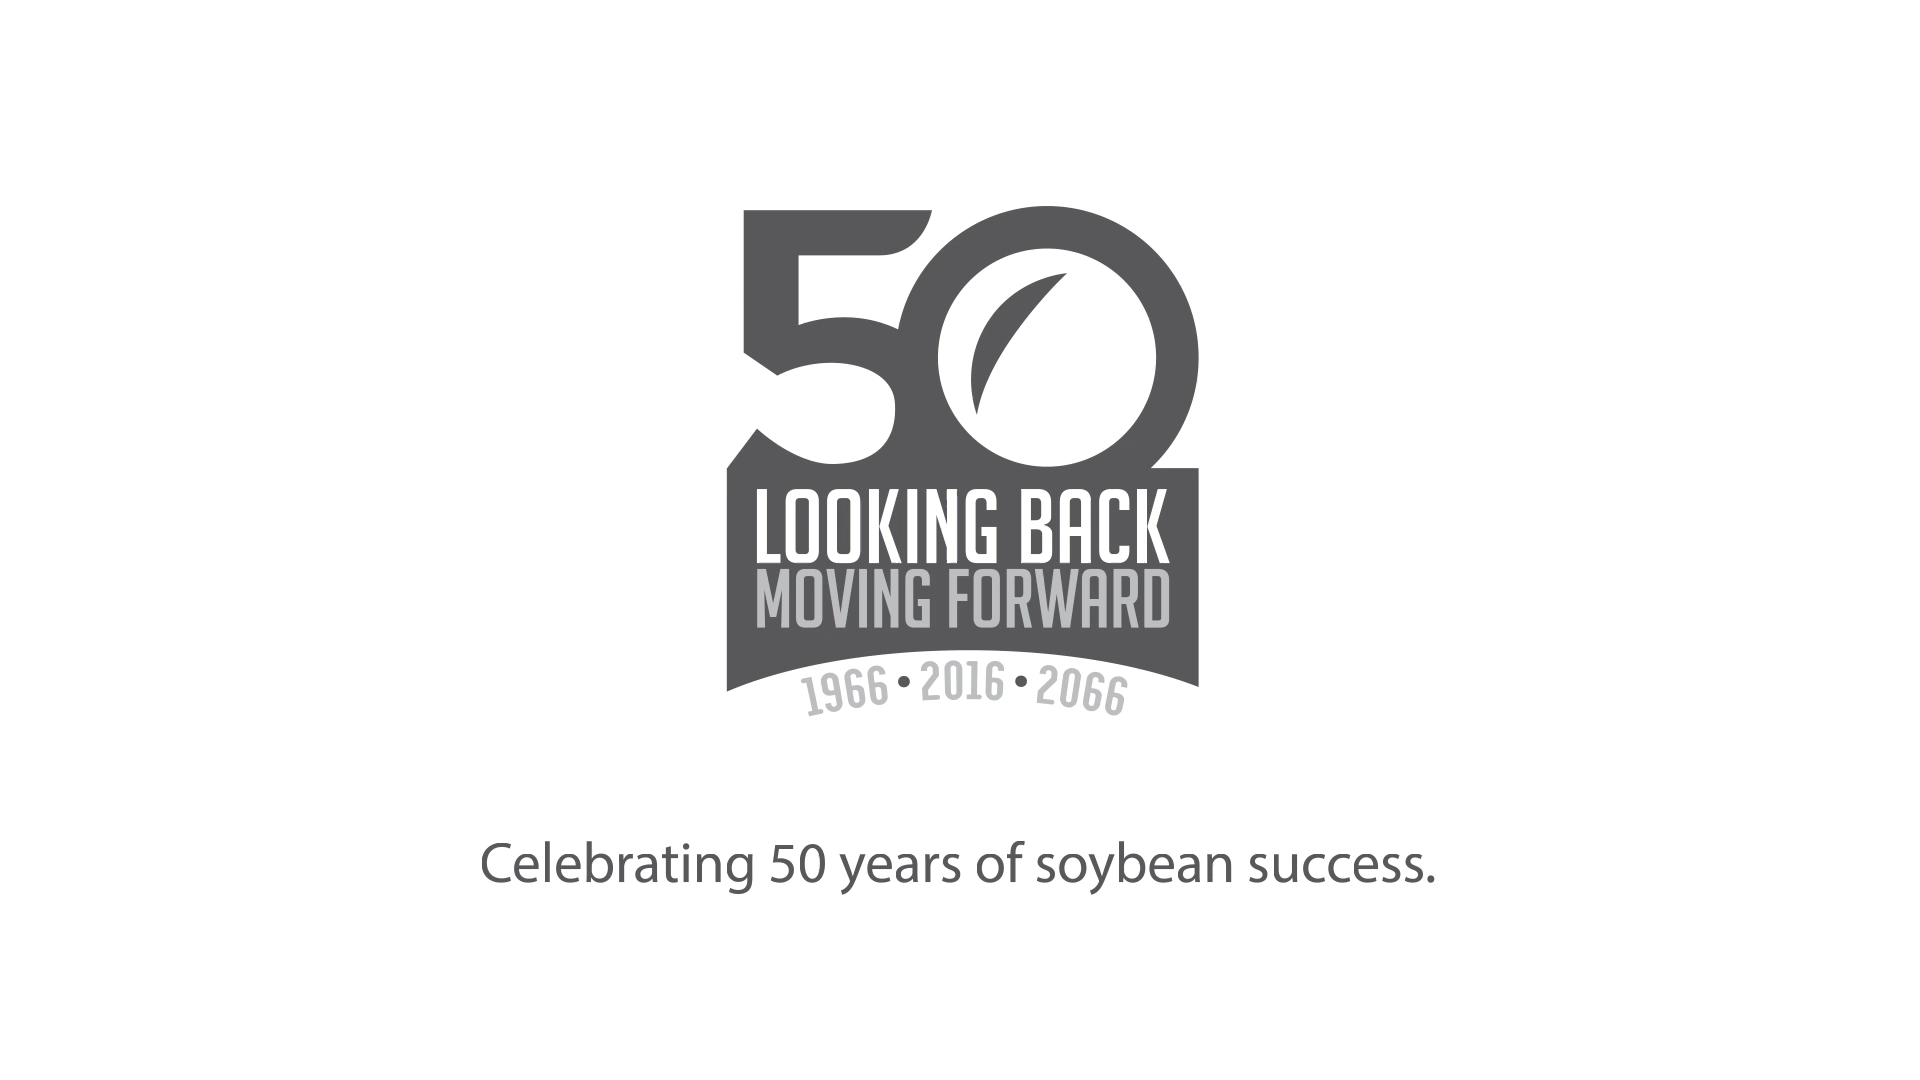 50
LOOKING BACK
MOVING FORWARD
1966 • 2016 • 2066
Celebrating 50 years of soybean success.